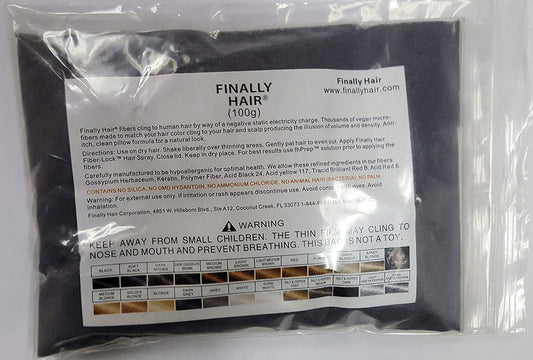 FINALLY
HAIR®
(100g)
Finally Hair
www.finallyhair.com
Finally Hair® fibers cling to human hair by way of a negative static electricity charge. Thousands of vegan micro-
fibers made to match your hair color cling to your hair and scalp producing the illusion of volume and density. Anti-
itch, clean pillow formula for a natural look.
Directions: Use on dry hair. Shake liberally over thinning areas. Gently pat hair to even out. Apply Finally Hair
Fiber-Lock™ Hair Spray. Close lid. Keep in dry place. For best results use fhPrep™ solution prior to applying the
fibers.
Carefully manufactured to be hypoallergenic for optimal health. We allow these refined ingredients in our fibers:
Gossypium Herbaceum, Keratin, Polymer Fiber, Acid Black 24, Acid yellow 117, Tracid Brilliant Red B, Acid Red 6.
CONTAINS NO SILICA, NO DMD HYDANTOIN, NO AMMONIUM CHLORIDE, NO ANIMAL HAIR (BACTERIA), NO PALM
Warning: For external use only. If irritation or rash appears discontinue use. Avoid contact with eyes. Avoid
inhalation.
Finally Hair Corporation, 4851 W. Hillsboro Blvd., Ste A12, Coconut Creek, FL 33073
WARNING
KEEP AWAY FROM SMALL CHILDREN. THE THIN FILM MAY CLING TO
NOSE AND MOUTH AND PREVENT BREATHING. THIS BAG IS NOT A TOY.
BLACK SOFT BLACK DARK BROWN MEDIUM BROWN LIGHT BROWN RED
MEDIUM BLONDE GOLDEN BLONDE BLONDE DARK GREY GREY WHITE PURE WHITE